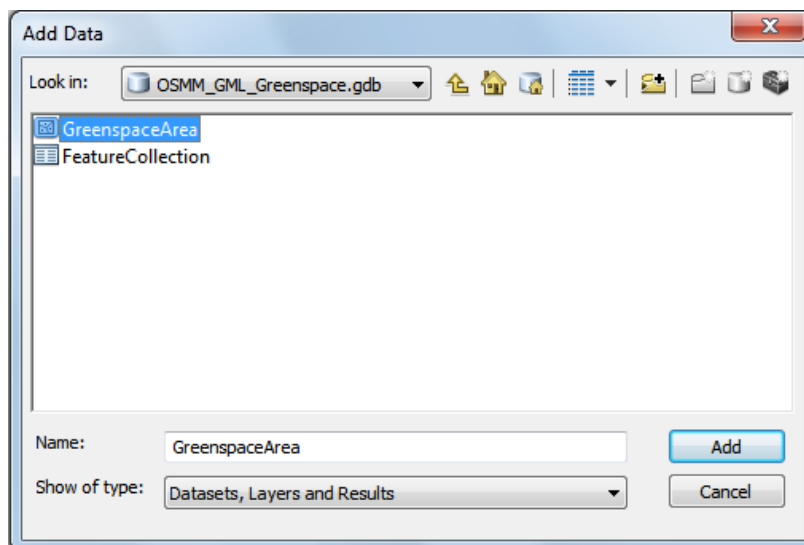 Add Data
Look in: OSMM_GML_Greenspace.gdb
GreenspaceArea
FeatureCollection
Name: GreenspaceArea
Add
Show of type: Datasets, Layers and Results
Cancel